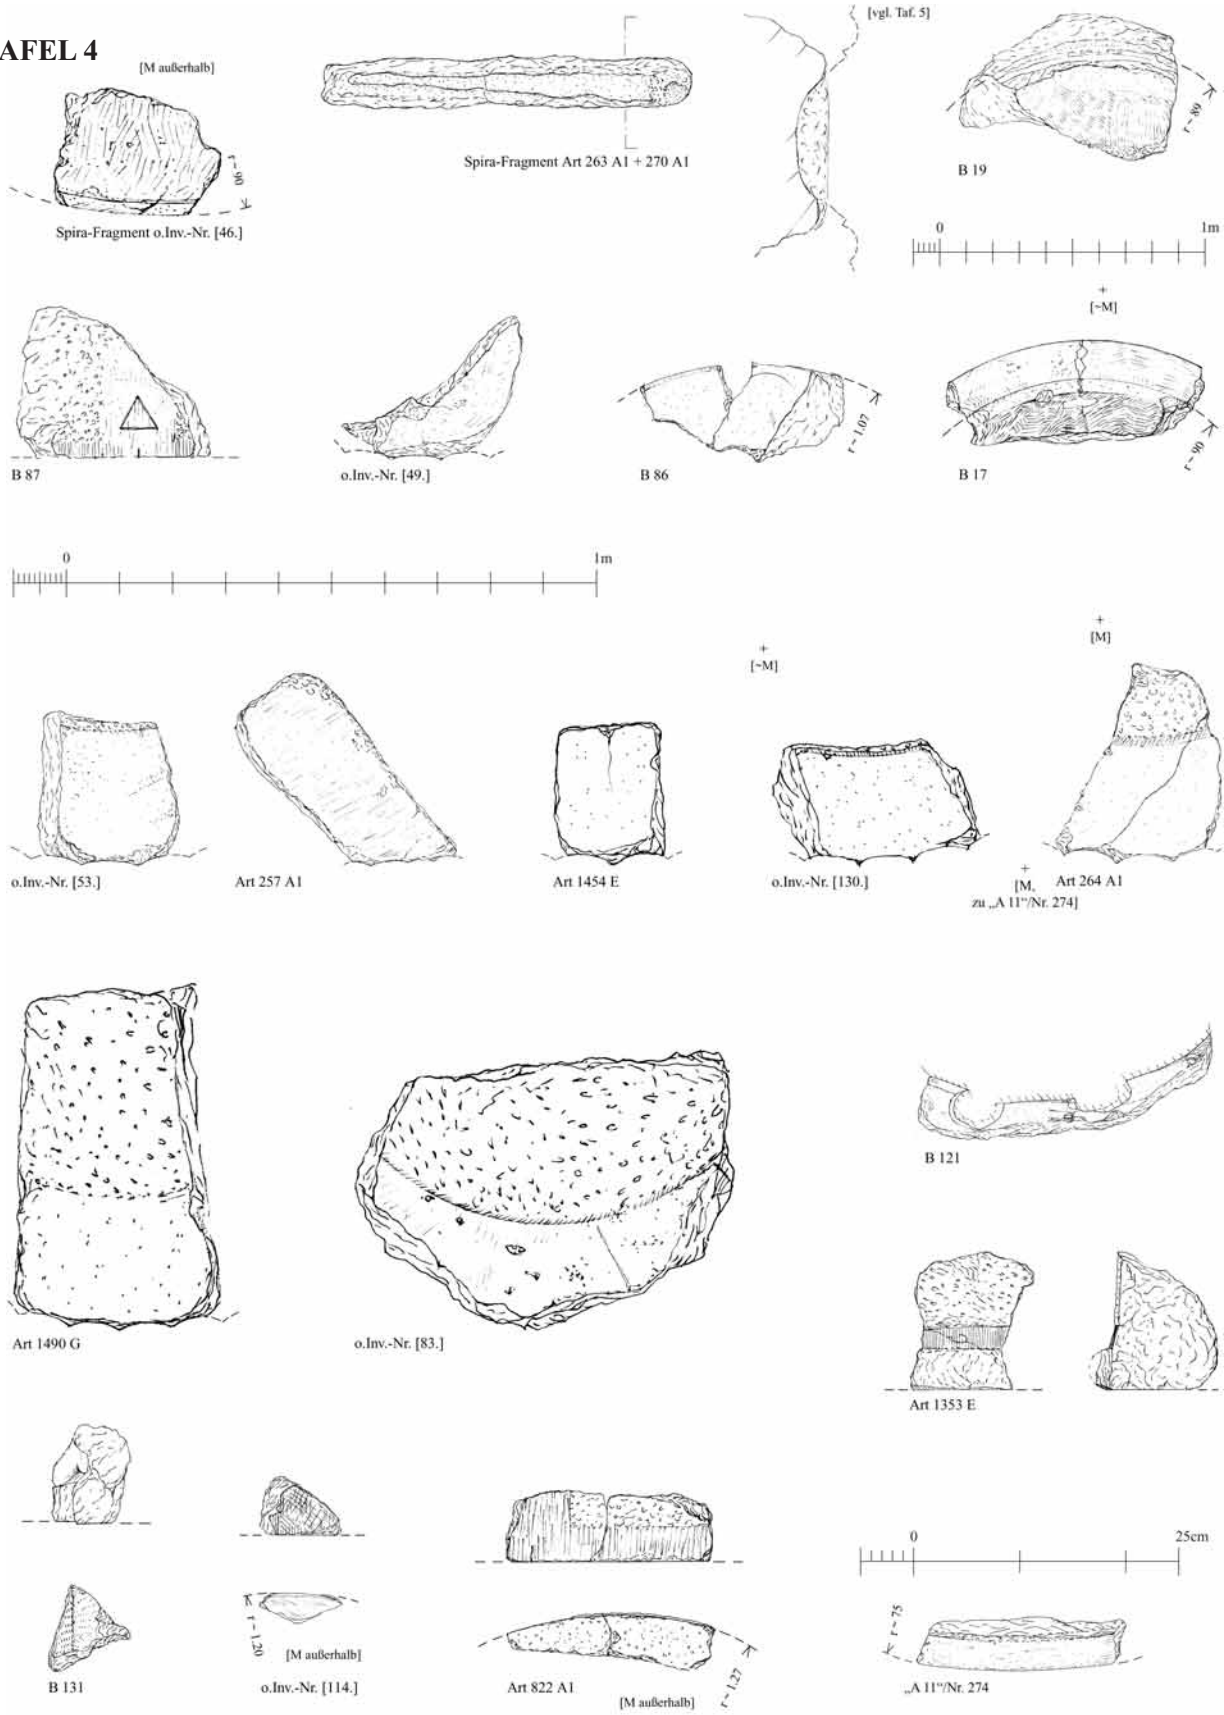 AFEL 4
[M außerhalb]
[vgl. Taf. 5]
r~90
r~89
Spira-Fragment Art 263 A1 + 270 A1
B 19
Spira-Fragment o.Inv.-Nr. [46.]
0 1m
+
[~M]
r~1.07
r~90
B 87
o.Inv.-Nr. [49.]
B 86
B 17
0 1m
+
[M]
+
[~M]
o.Inv.-Nr. [53.]
Art 257 A1
Art 1454 E
o.Inv.-Nr. [130.]
Art 264 A1
+
[M,
zu „A 11“/Nr. 274]
B 121
Art 1490 G
o.Inv.-Nr. [83.]
Art 1353 E
0 25cm
r~1.20
[M außerhalb]
r~75
r~1.27
B 131
o.Inv.-Nr. [114.]
Art 822 A1
„A 11“/Nr. 274
[M außerhalb]